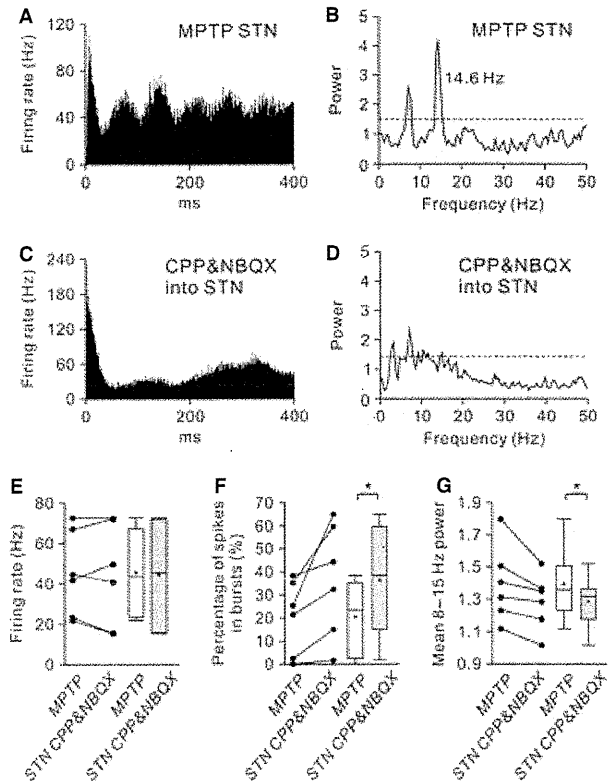 A
MPTP STN
Firing rate (Hz)
120
80
40
0
0
200
400
ms
B
MPTP STN
Power
5
4
3
2
1
0
14.6 Hz
0
10
20
30
40
50
Frequency (Hz)
C
CPP&NBQX
into STN
Firing rate (Hz)
240
180
120
60
0
0
200
400
ms
D
CPP&NBQX
into STN
Power
5
4
3
2
1
0
0
10
20
30
40
50
Frequency (Hz)
E
Firing rate (Hz)
80
60
40
20
0
MPTP
STN CPP&NBQX
MPTP
STN CPP&NBQX
F
Percentage of spikes
in bursts (%)
70
60
50
40
30
20
10
0
*
MPTP
STN CPP&NBQX
MPTP
STN CPP&NBQX
G
Mean 8–15 Hz power
1.9
1.7
1.5
1.3
1.1
0.9
*
MPTP
STN CPP&NBQX
MPTP
STN CPP&NBQX